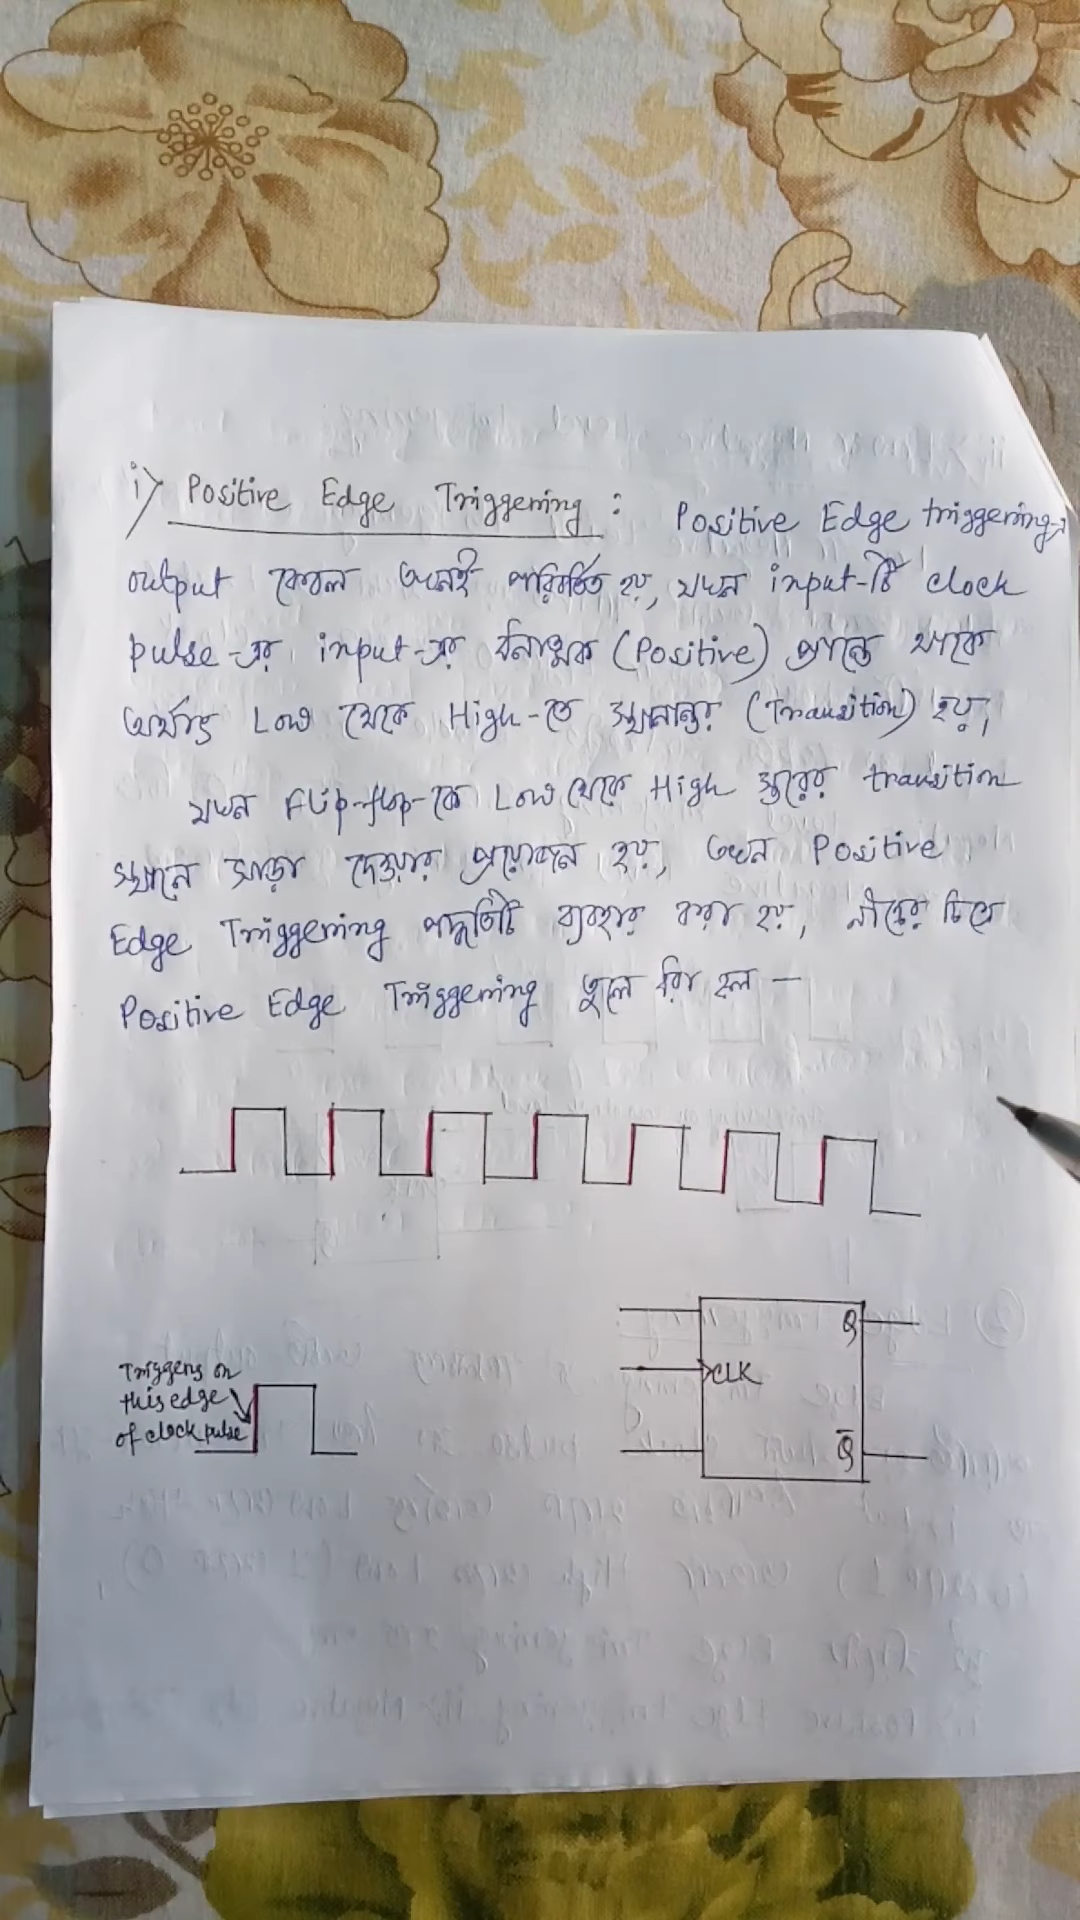 i) Positive Edge Triggering : Positive Edge triggering-এ
output কেবল তখনই পরিবর্তিত হয়, যখন input-টি clock
pulse-এর input-এর ধনাত্মক (Positive) প্রান্তে থাকে
অর্থাৎ Low থেকে High-তে স্থানান্তর (Transition) হয়,
যখন Flip-flop-কে Low থেকে High স্তরের transition
স্থানে সাড়া দেওয়ার প্রয়োজন হয়, তখন Positive
Edge Triggering পদ্ধতিটি ব্যবহার করা হয়, নীচের চিত্রে
Positive Edge Triggering তুলে ধরা হল –
Triggers on
this edge
of clock pulse
Q
CLK
Q̅